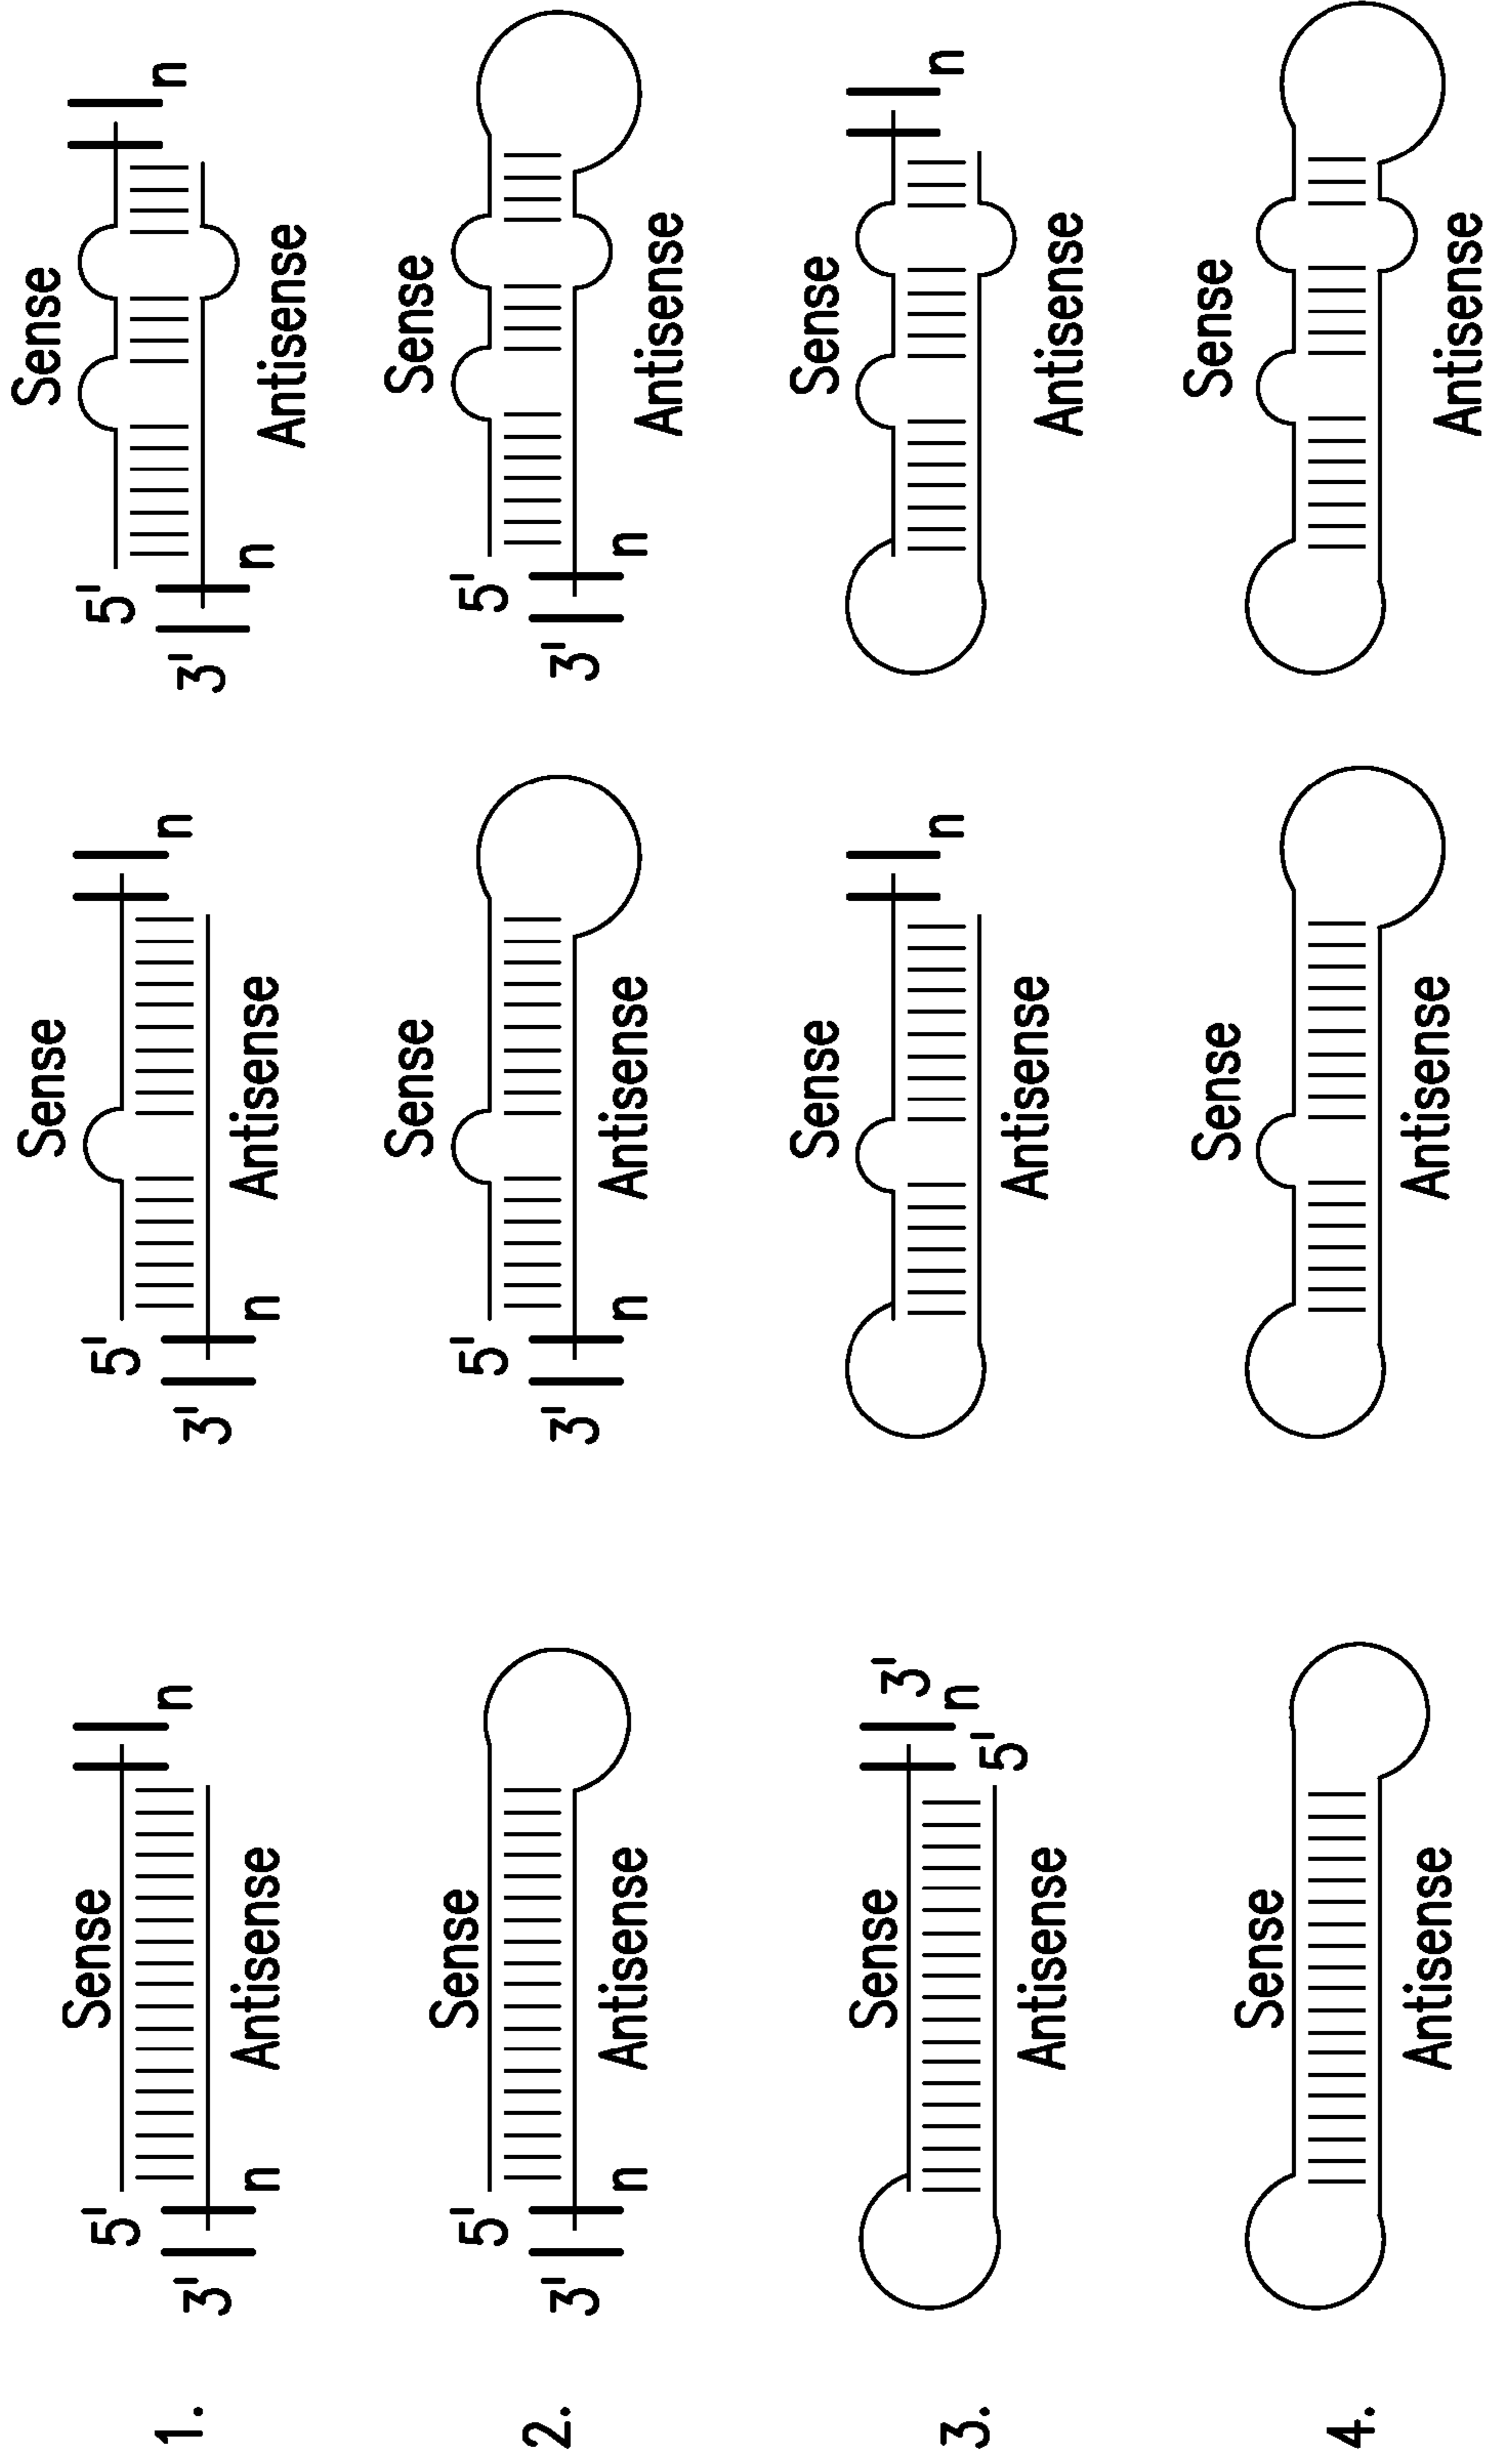 Sense Sense Sense
5' n 5' n 5' n
1. 3' 3' 3'
n Antisense n Antisense n Antisense
Sense Sense Sense
5' 5' 5'
2. 3' 3' 3'
n Antisense n Antisense n Antisense
Sense Sense Sense
3'
n n n
3. 5'
Antisense Antisense Antisense
Sense Sense Sense
4.
Antisense Antisense Antisense